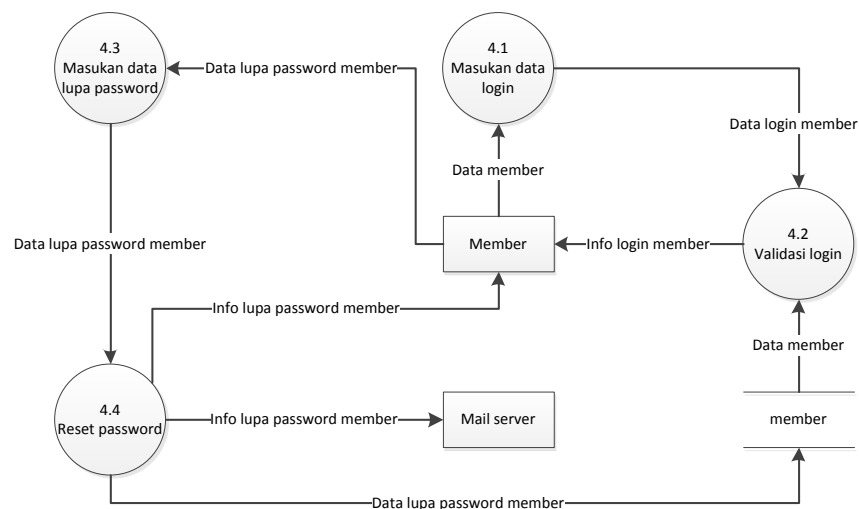 4.3
Masukan data
lupa password
Data lupa password member
4.1
Masukan data
login
Data login member
Data member
Data lupa password member
Member
Info login member
4.2
Validasi login
Info lupa password member
Data member
4.4
Reset password
Info lupa password member
Mail server
member
Data lupa password member